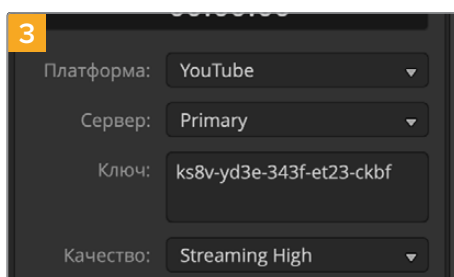 3
Платформа: YouTube
Сервер: Primary
Ключ: ks8v-yd3e-343f-et23-ckbf
Качество: Streaming High